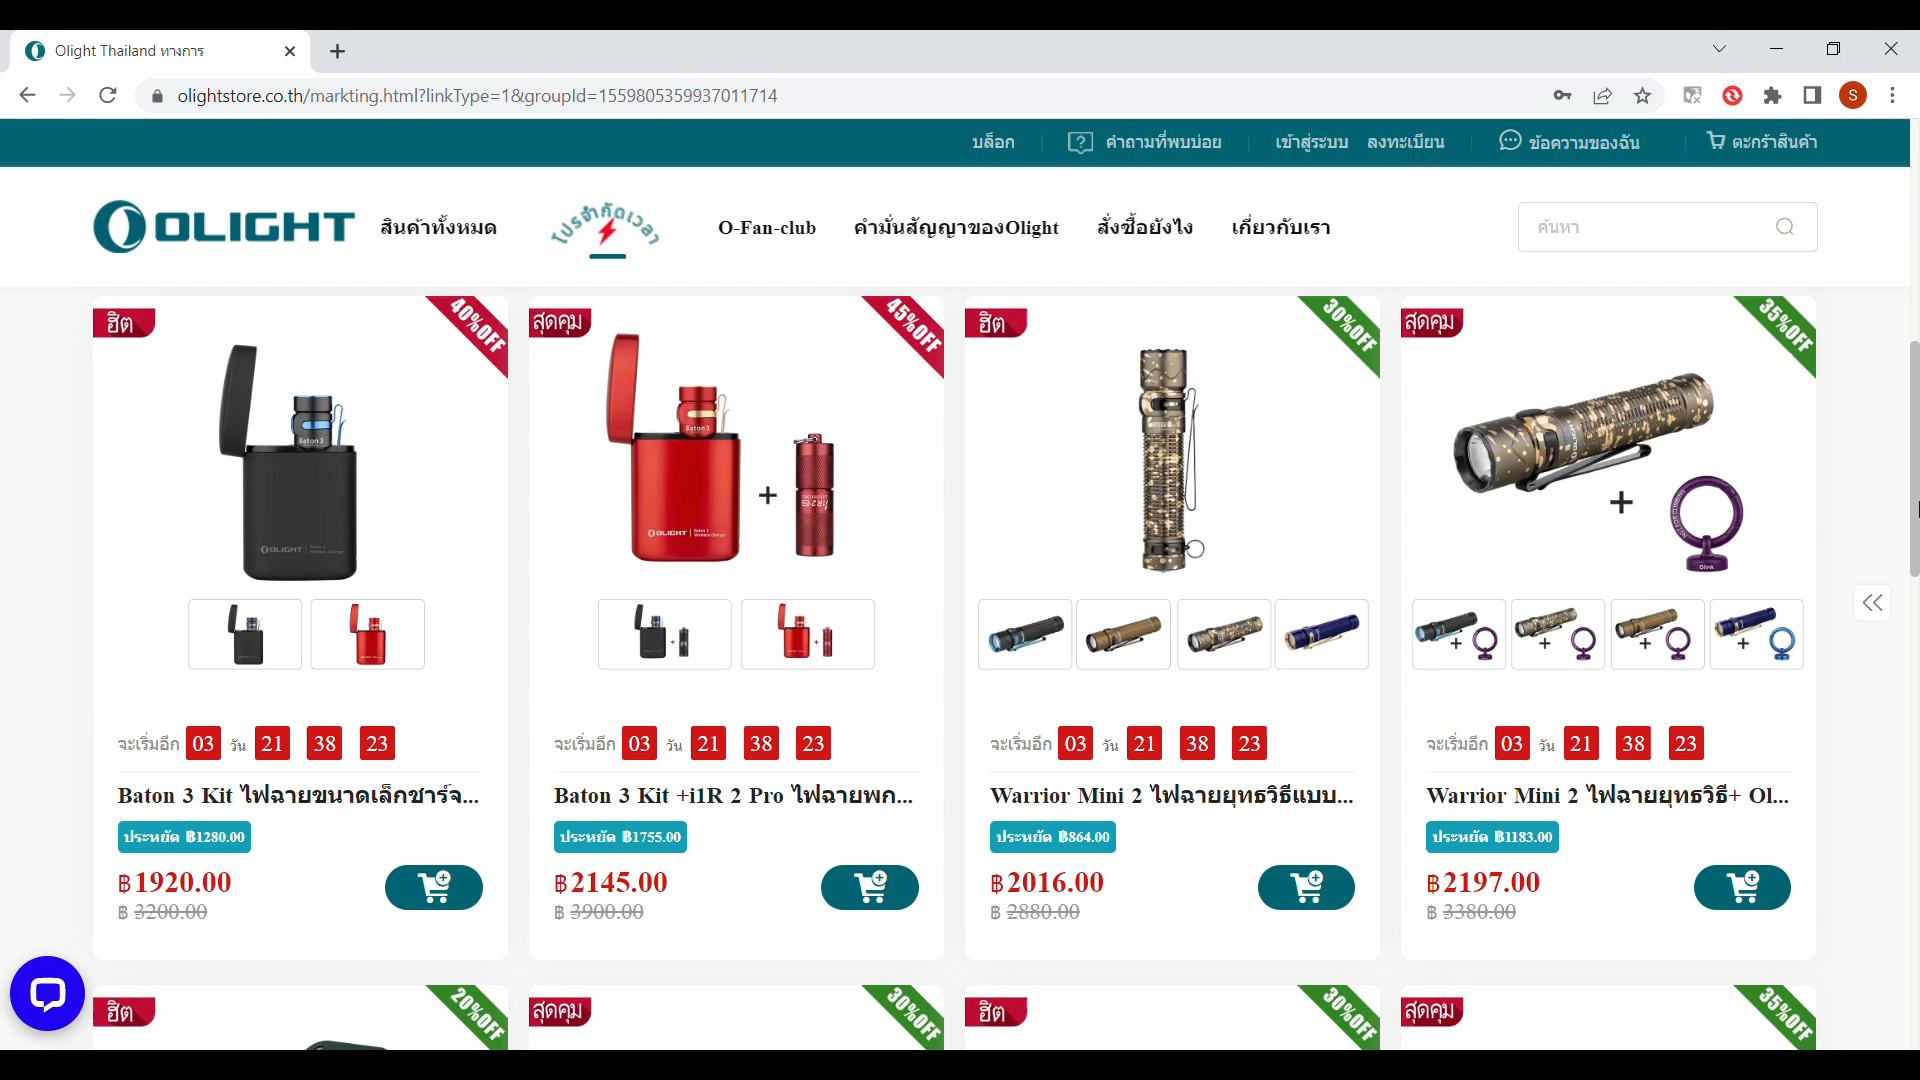 Olight Thailand ทางการ
olightstore.co.th/markting.html?linkType=1&groupId=1559805359937011714
S
บล็อก
คำถามที่พบบ่อย
เข้าสู่ระบบ
ลงทะเบียน
ข้อความของฉัน
ตะกร้าสินค้า
OLIGHT
สินค้าทั้งหมด
โปรจำกัดเวลา
O-Fan-club
คำมั่นสัญญาของOlight
สั่งซื้อยังไง
เกี่ยวกับเรา
ค้นหา
ฮิต
40%OFF
Baton 3
OLIGHT
จะเริ่มอีก 03 วัน 21 38 23
Baton 3 Kit ไฟฉายขนาดเล็กชาร์จ...
ประหยัด ฿1280.00
฿1920.00
฿ 3200.00
สุดคุม
45%OFF
Baton 3
OLIGHT Baton 3 Wireless Charger
+
จะเริ่มอีก 03 วัน 21 38 23
Baton 3 Kit +i1R 2 Pro ไฟฉายพก...
ประหยัด ฿1755.00
฿2145.00
฿ 3900.00
ฮิต
30%OFF
จะเริ่มอีก 03 วัน 21 38 23
Warrior Mini 2 ไฟฉายยุทธวิธีแบบ...
ประหยัด ฿864.00
฿2016.00
฿ 2880.00
สุดคุม
35%OFF
OLIGHT
+
NOT FOR CLIMBING
Olink
จะเริ่มอีก 03 วัน 21 38 23
Warrior Mini 2 ไฟฉายยุทธวิธี+ Ol...
ประหยัด ฿1183.00
฿2197.00
฿ 3380.00
ฮิต
20%OFF
สุดคุม
30%OFF
ฮิต
30%OFF
สุดคุม
35%OFF